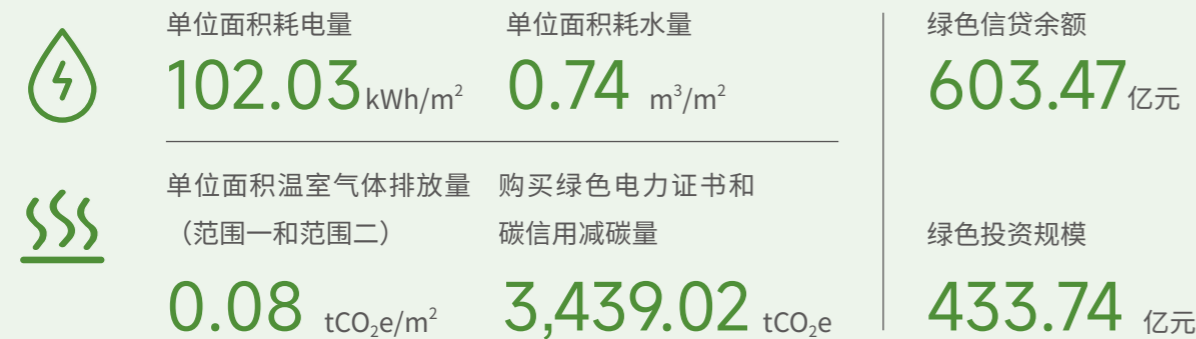 单位面积耗电量
102.03 kWh/m²
单位面积耗水量
0.74 m³/m²
单位面积温室气体排放量
（范围一和范围二）
0.08 tCO₂e/m²
购买绿色电力证书和
碳信用减碳量
3,439.02 tCO₂e
绿色信贷余额
603.47亿元
绿色投资规模
433.74 亿元